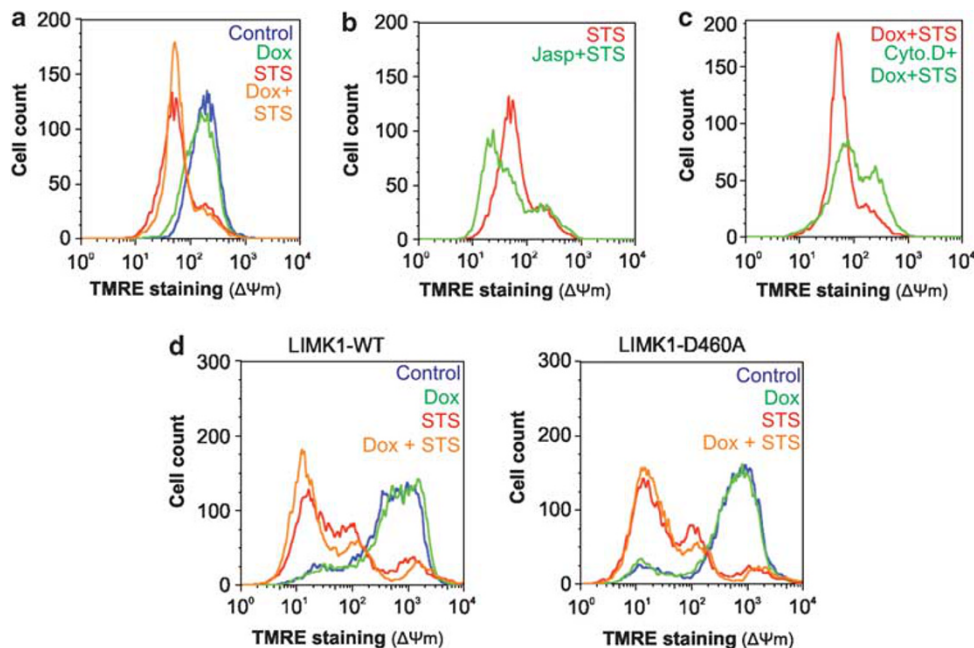 a
200
150
100
50
0
Cell count
Control
Dox
STS
Dox+
STS
10⁰ 10¹ 10² 10³ 10⁴
TMRE staining (ΔΨm)
b
200
150
100
50
0
Cell count
STS
Jasp+STS
10⁰ 10¹ 10² 10³ 10⁴
TMRE staining (ΔΨm)
c
200
150
100
50
0
Cell count
Dox+STS
Cyto.D+
Dox+STS
10⁰ 10¹ 10² 10³ 10⁴
TMRE staining (ΔΨm)
d
LIMK1-WT
300
200
100
0
Cell count
Control
Dox
STS
Dox + STS
10⁰ 10¹ 10² 10³ 10⁴
TMRE staining (ΔΨm)
LIMK1-D460A
300
200
100
0
Cell count
Control
Dox
STS
Dox + STS
10⁰ 10¹ 10² 10³ 10⁴
TMRE staining (ΔΨm)